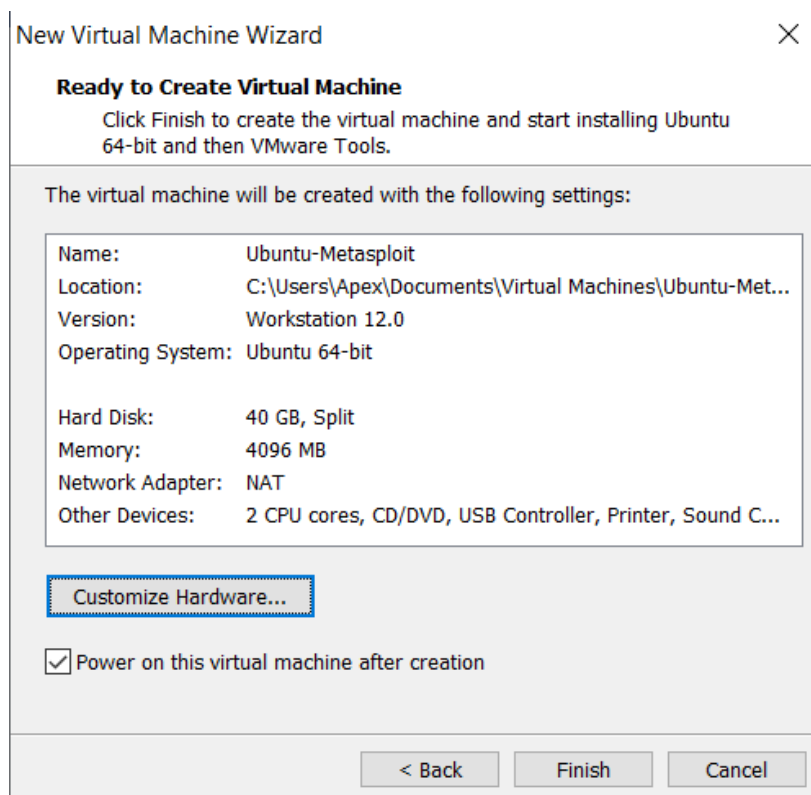 New Virtual Machine Wizard
Ready to Create Virtual Machine
Click Finish to create the virtual machine and start installing Ubuntu
64-bit and then VMware Tools.
The virtual machine will be created with the following settings:
Name: Ubuntu-Metasploit
Location: C:\Users\Apex\Documents\Virtual Machines\Ubuntu-Met...
Version: Workstation 12.0
Operating System: Ubuntu 64-bit
Hard Disk: 40 GB, Split
Memory: 4096 MB
Network Adapter: NAT
Other Devices: 2 CPU cores, CD/DVD, USB Controller, Printer, Sound C...
Customize Hardware...
Power on this virtual machine after creation
< Back Finish Cancel